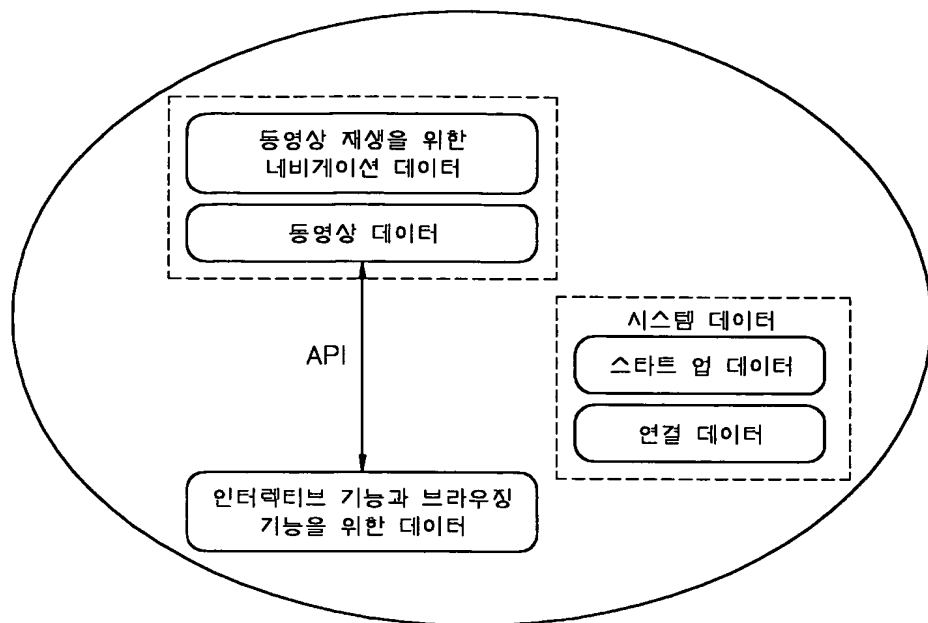 동영상 재생을 위한
네비게이션 데이터
동영상 데이터
API
시스템 데이터
스타트 업 데이터
연결 데이터
인터렉티브 기능과 브라우징
기능을 위한 데이터